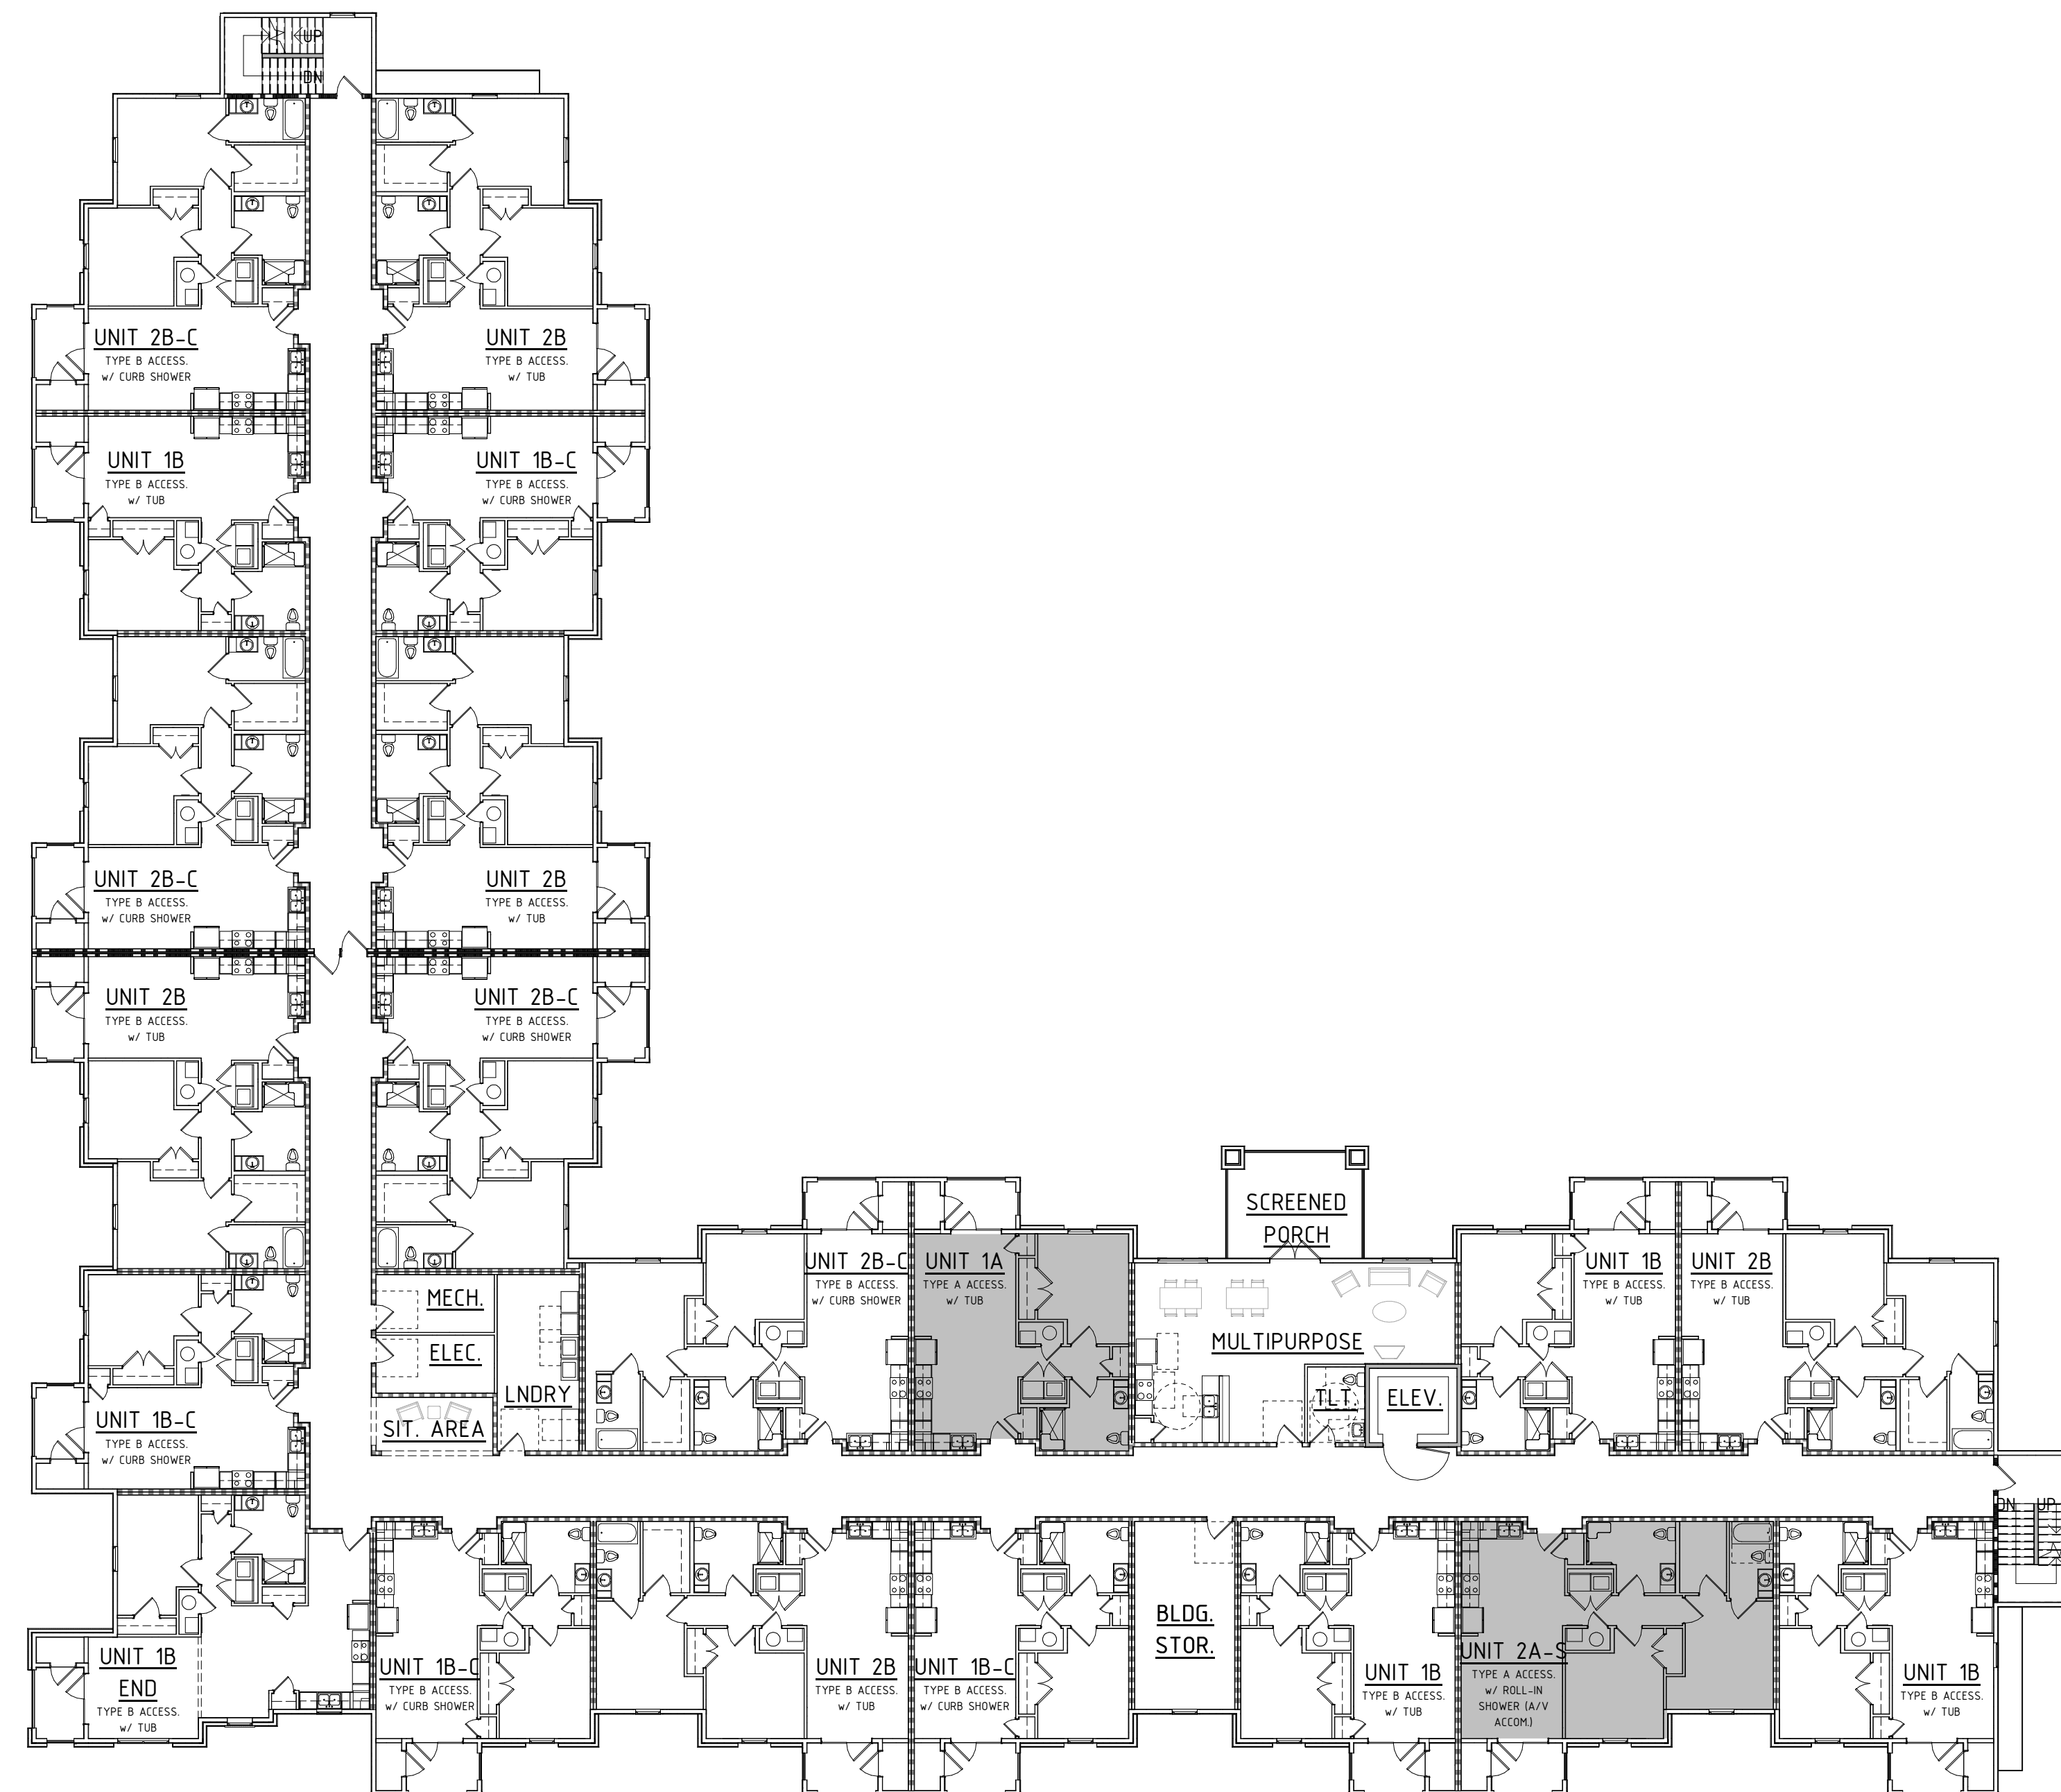 UP
DN
UNIT 2B-C
TYPE B ACCESS.
w/ CURB SHOWER
UNIT 2B
TYPE B ACCESS.
w/ TUB
UNIT 1B
TYPE B ACCESS.
w/ TUB
UNIT 1B-C
TYPE B ACCESS.
w/ CURB SHOWER
UNIT 2B-C
TYPE B ACCESS.
w/ CURB SHOWER
UNIT 2B
TYPE B ACCESS.
w/ TUB
UNIT 2B
TYPE B ACCESS.
w/ TUB
UNIT 2B-C
TYPE B ACCESS.
w/ CURB SHOWER
SCREENED
PORCH
UNIT 2B-C
TYPE B ACCESS.
w/ CURB SHOWER
UNIT 1A
TYPE A ACCESS.
w/ TUB
UNIT 1B
TYPE B ACCESS.
w/ TUB
UNIT 2B
TYPE B ACCESS.
w/ TUB
MECH.
ELEC.
LNDRY
SIT. AREA
MULTIPURPOSE
TLT.
ELEV.
UNIT 1B-C
TYPE B ACCESS.
w/ CURB SHOWER
DN
UP
UNIT 1B
END
TYPE B ACCESS.
w/ TUB
UNIT 1B-C
TYPE B ACCESS.
w/ CURB SHOWER
UNIT 2B
TYPE B ACCESS.
w/ TUB
UNIT 1B-C
TYPE B ACCESS.
w/ CURB SHOWER
BLDG.
STOR.
UNIT 1B
TYPE B ACCESS.
w/ TUB
UNIT 2A-S
TYPE A ACCESS.
w/ ROLL-IN
SHOWER (A/V
ACCOM.)
UNIT 1B
TYPE B ACCESS.
w/ TUB